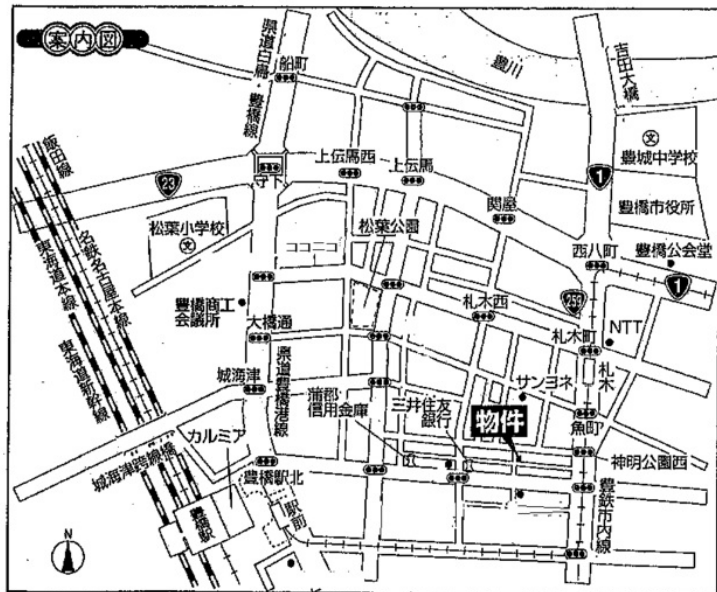 案内図
県道白鳥豊橋線
船町
豊川
吉田大橋
飯田線
23
守下
上伝馬西
上伝馬
1
文
豊城中学校
豊橋市役所
関屋
松葉小学校
文
ココニコ
松葉公園
西八町
豊橋公会堂
東海道本線
名鉄名古屋本線
豊橋商工
会議所
大橋通
札木西
259
札木町
NTT
1
東海道新幹線
城海津
県道豊橋港線
蒲郡
信用金庫
三井住友
銀行
サンヨネ
札木
魚町
物件
カルミア
城海津跨線橋
豊橋駅北
神明公園西
豊橋駅
駅前
豊鉄市内線
N